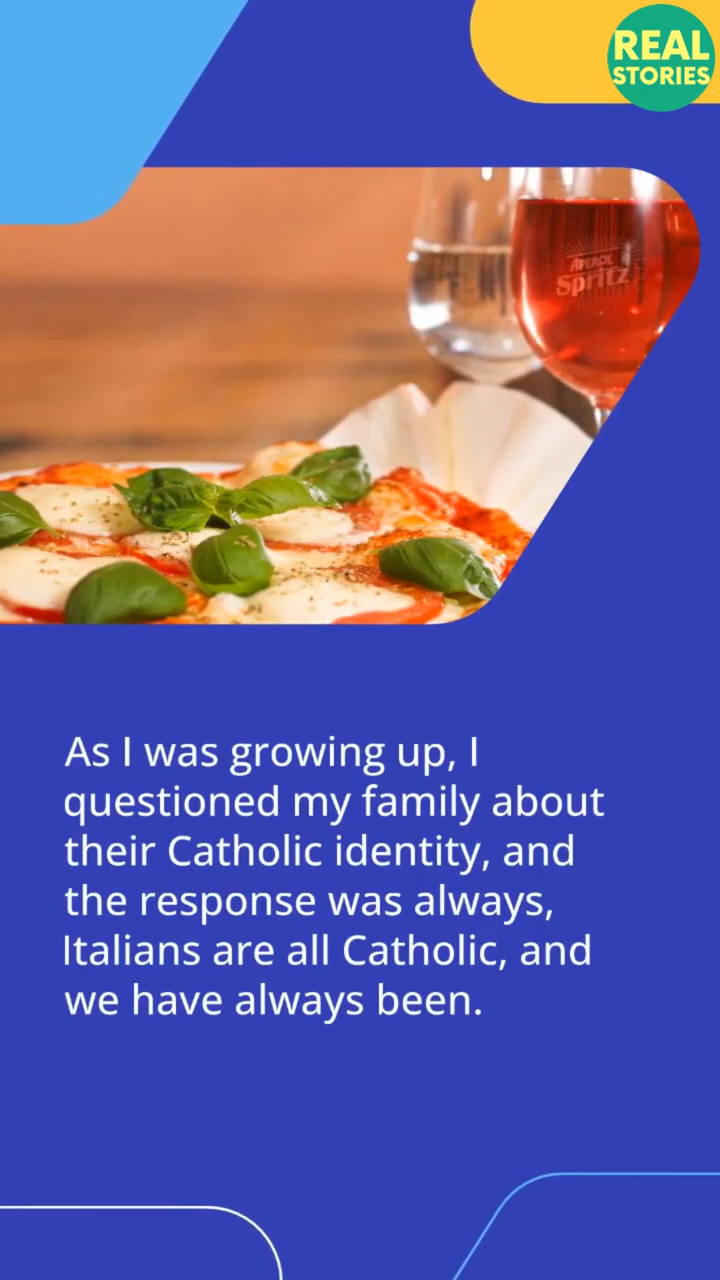 REAL
STORIES
APEROL
Spritz
As I was growing up, I
questioned my family about
their Catholic identity, and
the response was always,
Italians are all Catholic, and
we have always been.